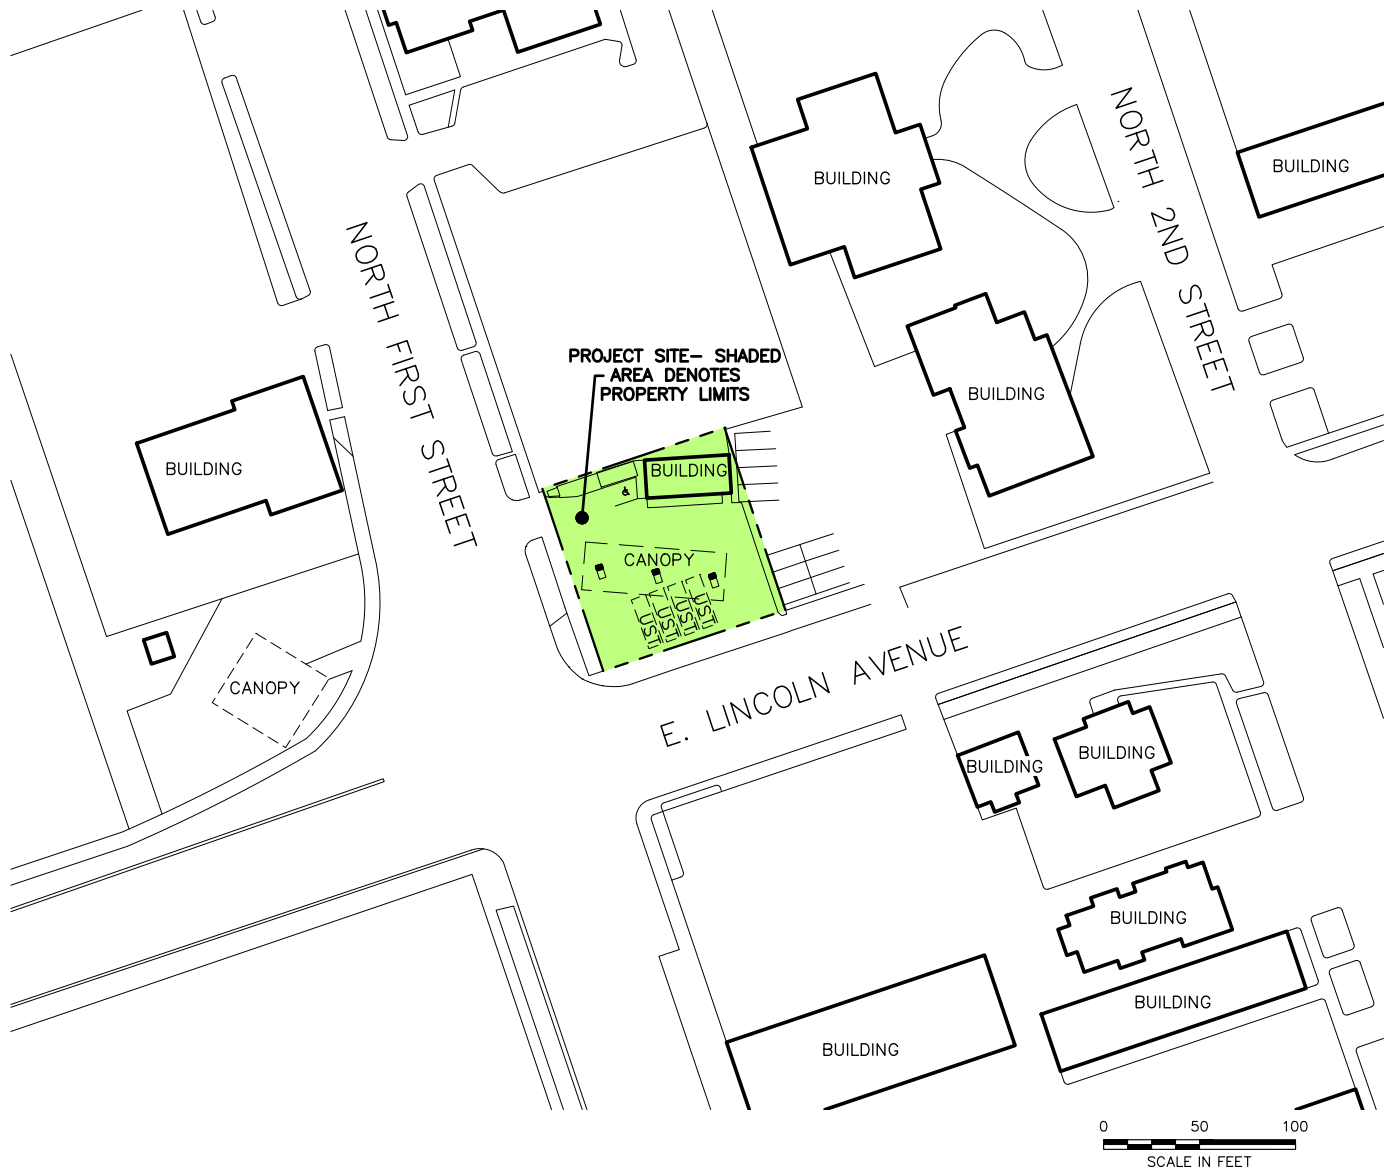 BUILDING
NORTH 2ND STREET
BUILDING
NORTH FIRST STREET
PROJECT SITE– SHADED
AREA DENOTES
PROPERTY LIMITS
BUILDING
BUILDING
BUILDING
CANOPY
UST
UST
UST
UST
CANOPY
E. LINCOLN AVENUE
BUILDING
BUILDING
BUILDING
BUILDING
BUILDING
0 50 100
SCALE IN FEET